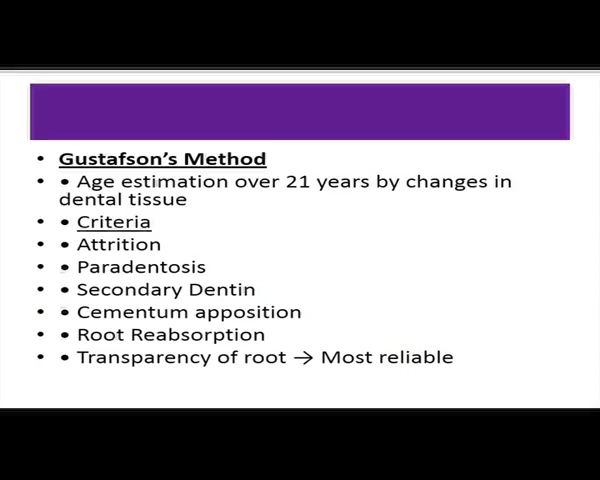 • Gustafson's Method
• • Age estimation over 21 years by changes in
dental tissue
• • Criteria
• • Attrition
• • Paradentosis
• • Secondary Dentin
• • Cementum apposition
• • Root Reabsorption
• • Transparency of root → Most reliable